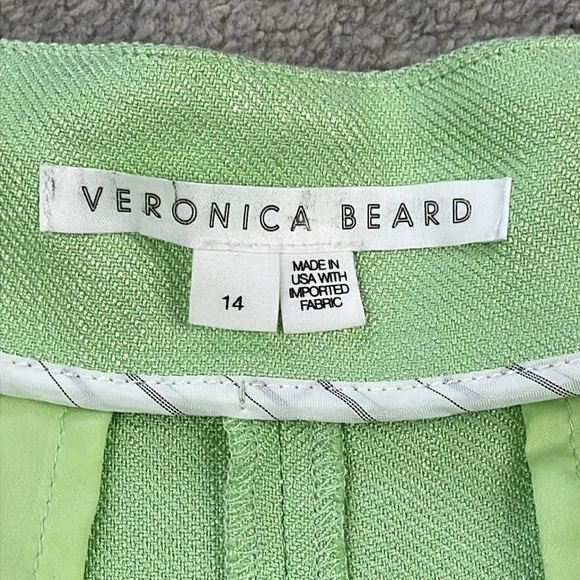 VERONICA BEARD
14
MADE IN
USA WITH
IMPORTED
FABRIC